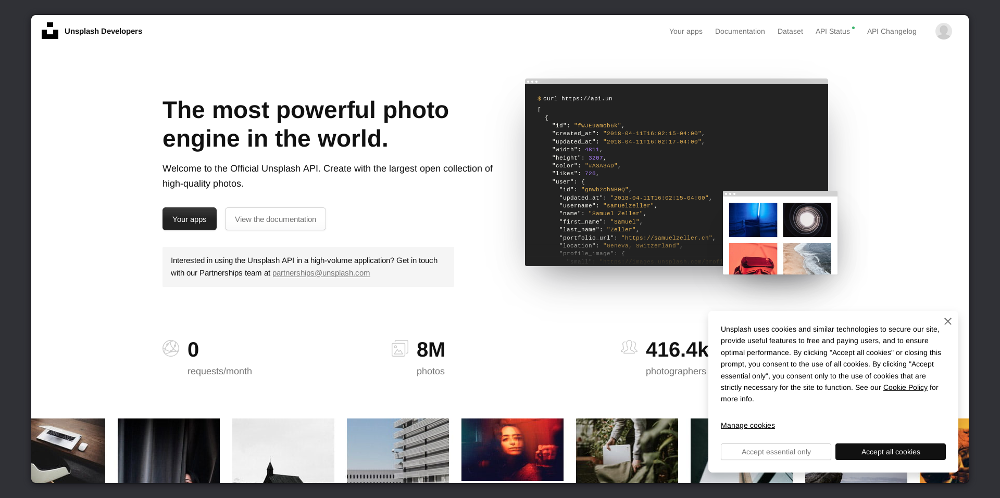 Unsplash Developers
Your apps
Documentation
Dataset
API Status
API Changelog
The most powerful photo
engine in the world.
Welcome to the Official Unsplash API. Create with the largest open collection of
high-quality photos.
Your apps
View the documentation
Interested in using the Unsplash API in a high-volume application? Get in touch
with our Partnerships team at partnerships@unsplash.com
$ curl https://api.un
[
{
"id": "fWJE9amob6k",
"created_at": "2018-04-11T16:02:15-04:00",
"updated_at": "2018-04-11T16:02:17-04:00",
"width": 4811,
"height": 3207,
"color": "#A3A3AD",
"likes": 726,
"user": {
"id": "gnwb2chNB0Q",
"updated_at": "2018-04-11T16:02:15-04:00",
"username": "samuelzeller",
"name": "Samuel Zeller",
"first_name": "Samuel",
"last_name": "Zeller",
"portfolio_url": "https://samuelzeller.ch",
"location": "Geneva, Switzerland",
"profile_image": {
"small": "https://images.unsplash.com/profi
0
requests/month
8M
photos
416.4k
photographers
Unsplash uses cookies and similar technologies to secure our site,
provide useful features to free and paying users, and to ensure
optimal performance. By clicking "Accept all cookies" or closing this
prompt, you consent to the use of all cookies. By clicking "Accept
essential only", you consent only to the use of cookies that are
strictly necessary for the site to function. See our Cookie Policy for
more info.
Manage cookies
Accept essential only
Accept all cookies